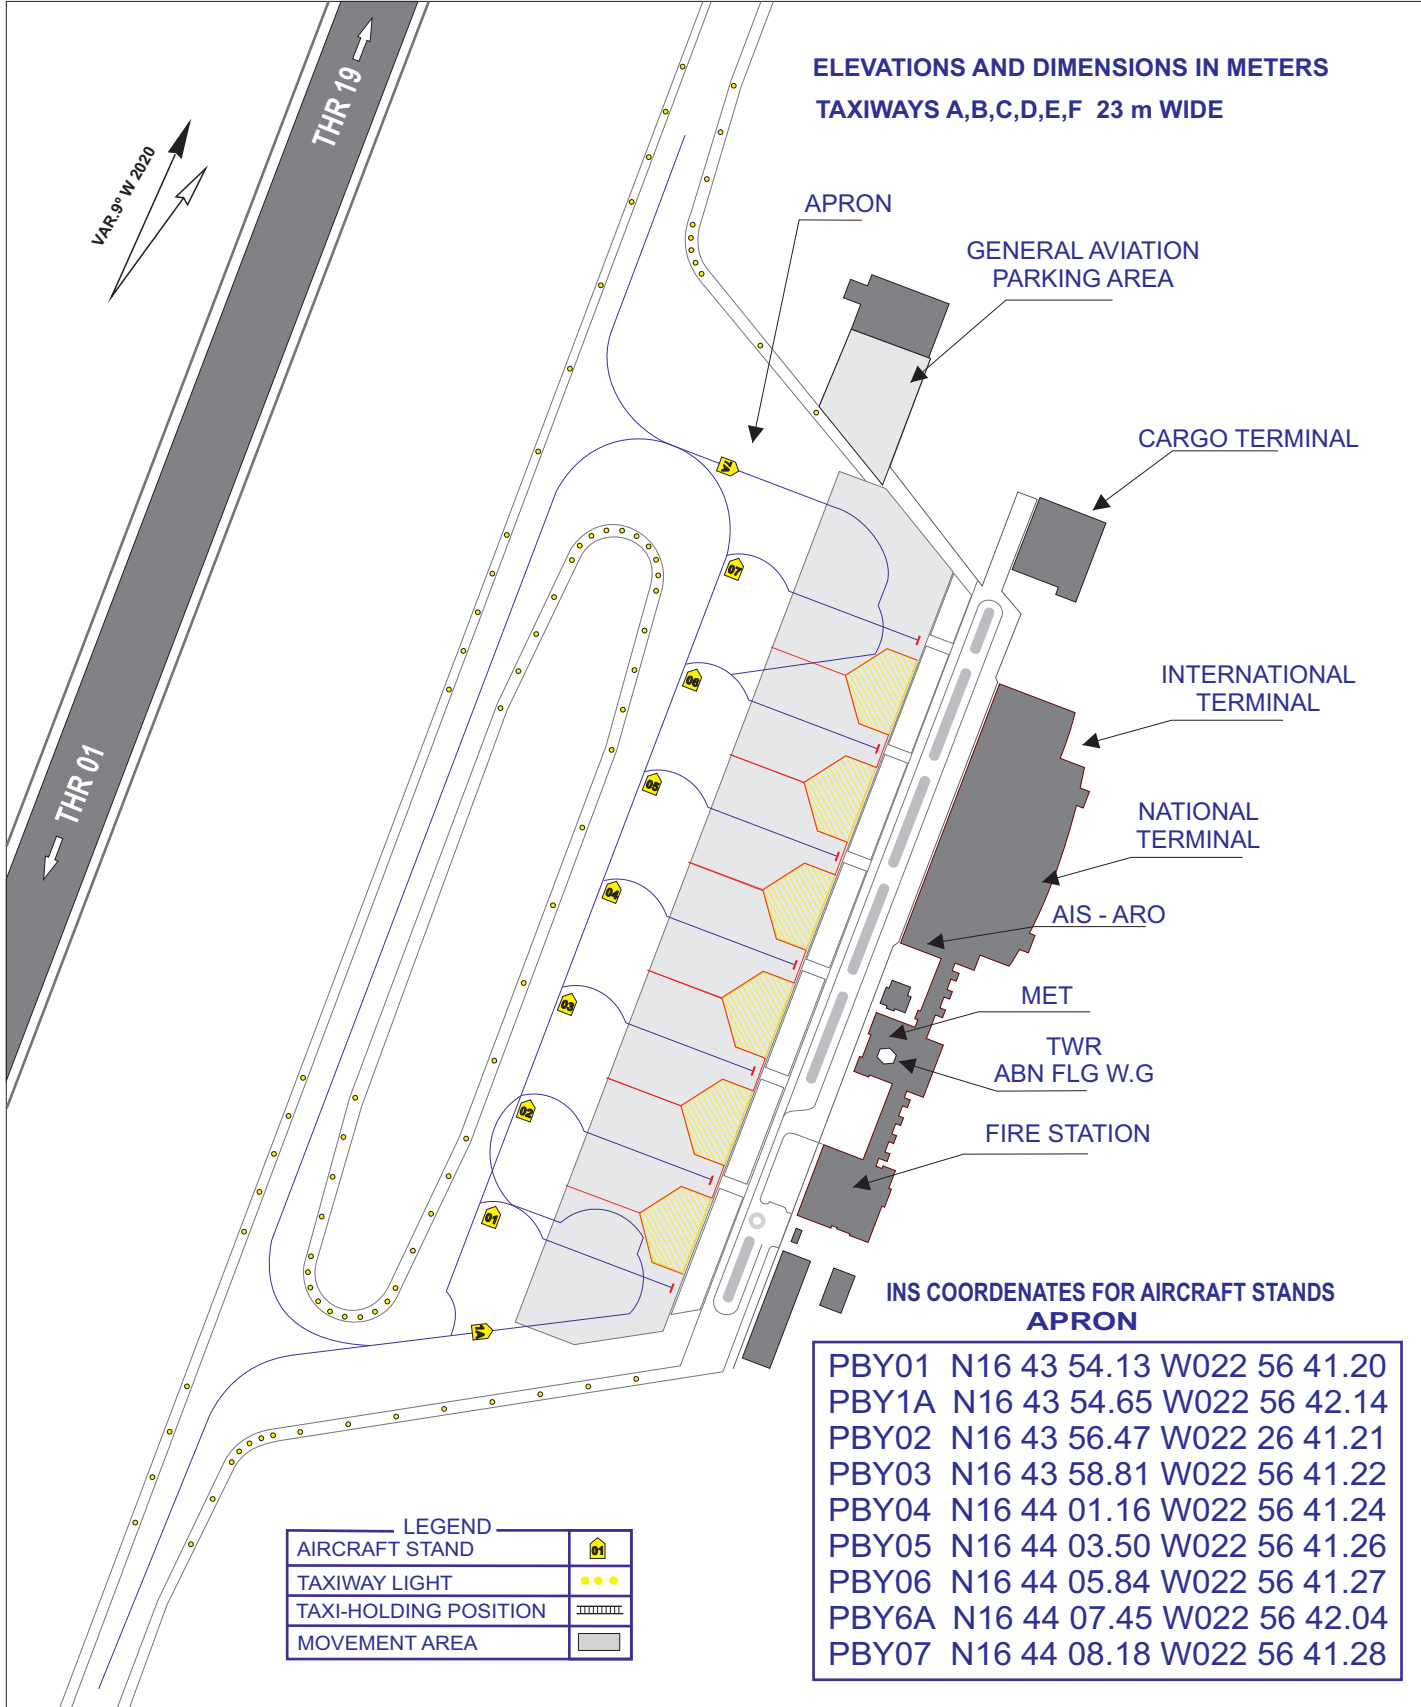 ELEVATIONS AND DIMENSIONS IN METERS
TAXIWAYS A,B,C,D,E,F 23 m WIDE
THR 19
VAR.9° W 2020
APRON
GENERAL AVIATION
PARKING AREA
CARGO TERMINAL
7A
07
06
INTERNATIONAL
TERMINAL
THR 01
05
NATIONAL
TERMINAL
04
AIS - ARO
03
MET
TWR
ABN FLG W.G
02
FIRE STATION
01
1A
INS COORDENATES FOR AIRCRAFT STANDS
APRON
PBY01 N16 43 54.13 W022 56 41.20
PBY1A N16 43 54.65 W022 56 42.14
PBY02 N16 43 56.47 W022 26 41.21
PBY03 N16 43 58.81 W022 56 41.22
PBY04 N16 44 01.16 W022 56 41.24
PBY05 N16 44 03.50 W022 56 41.26
PBY06 N16 44 05.84 W022 56 41.27
PBY6A N16 44 07.45 W022 56 42.04
PBY07 N16 44 08.18 W022 56 41.28
LEGEND
AIRCRAFT STAND 01
TAXIWAY LIGHT
TAXI-HOLDING POSITION
MOVEMENT AREA